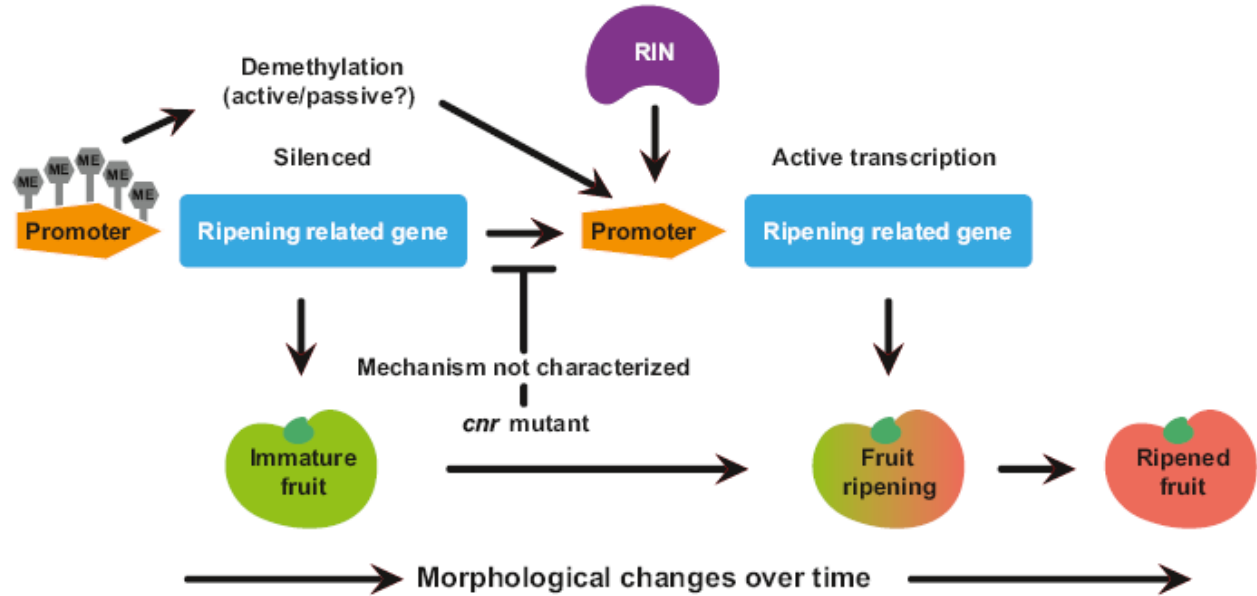 RIN
Demethylation
(active/passive?)
ME
ME
ME
ME
ME
Silenced
Active transcription
Promoter
Ripening related gene
Promoter
Ripening related gene
Mechanism not characterized
cnr mutant
Immature
fruit
Fruit
ripening
Ripened
fruit
Morphological changes over time